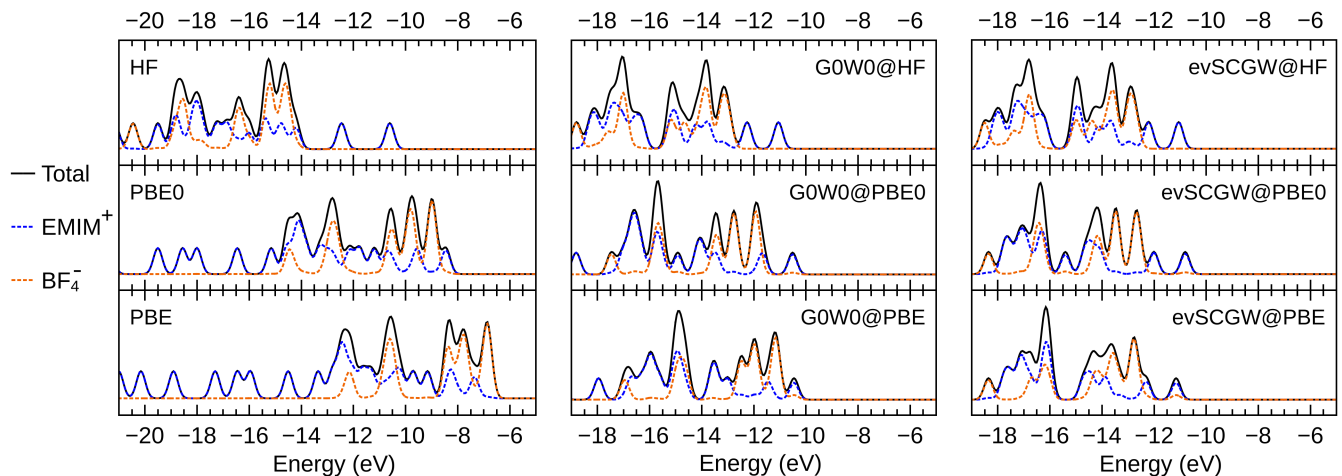 −20 −18 −16 −14 −12 −10 −8 −6
−18 −16 −14 −12 −10 −8 −6
−18 −16 −14 −12 −10 −8 −6
HF
G0W0@HF
evSCGW@HF
Total
EMIM+
BF4−
PBE0
G0W0@PBE0
evSCGW@PBE0
PBE
G0W0@PBE
evSCGW@PBE
−20 −18 −16 −14 −12 −10 −8 −6
−18 −16 −14 −12 −10 −8 −6
−18 −16 −14 −12 −10 −8 −6
Energy (eV)
Energy (eV)
Energy (eV)